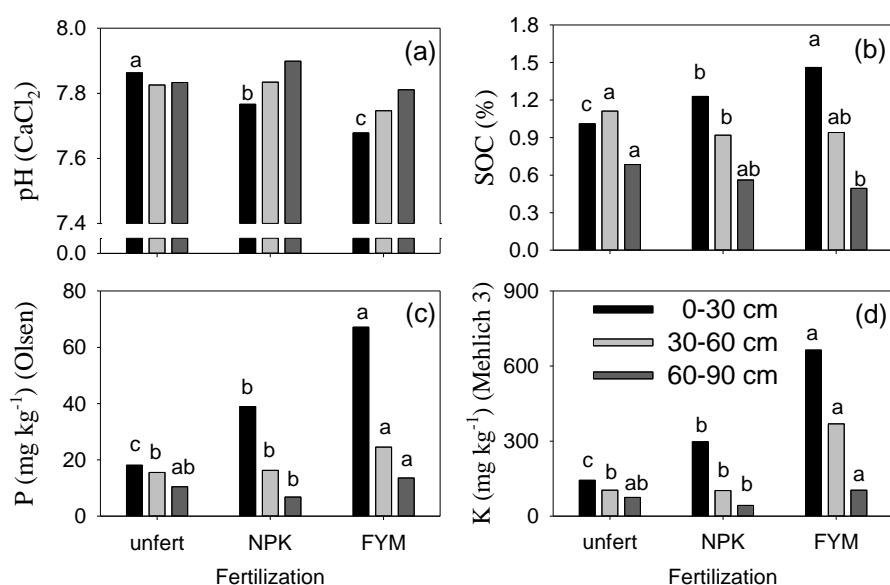 (a)
pH (CaCl₂)
8.0
7.8
7.6
7.4
0.0
a
b
c
(b)
SOC (%)
1.8
1.5
1.2
0.9
0.6
0.3
0.0
c a a
b b ab
a ab b
(c)
P (mg kg⁻¹) (Olsen)
80
60
40
20
0
c b ab
b b b
a a a
unfert NPK FYM
Fertilization
(d)
K (mg kg⁻¹) (Mehlich 3)
900
600
300
0
0-30 cm
30-60 cm
60-90 cm
c b ab
b b b
a a a
unfert NPK FYM
Fertilization